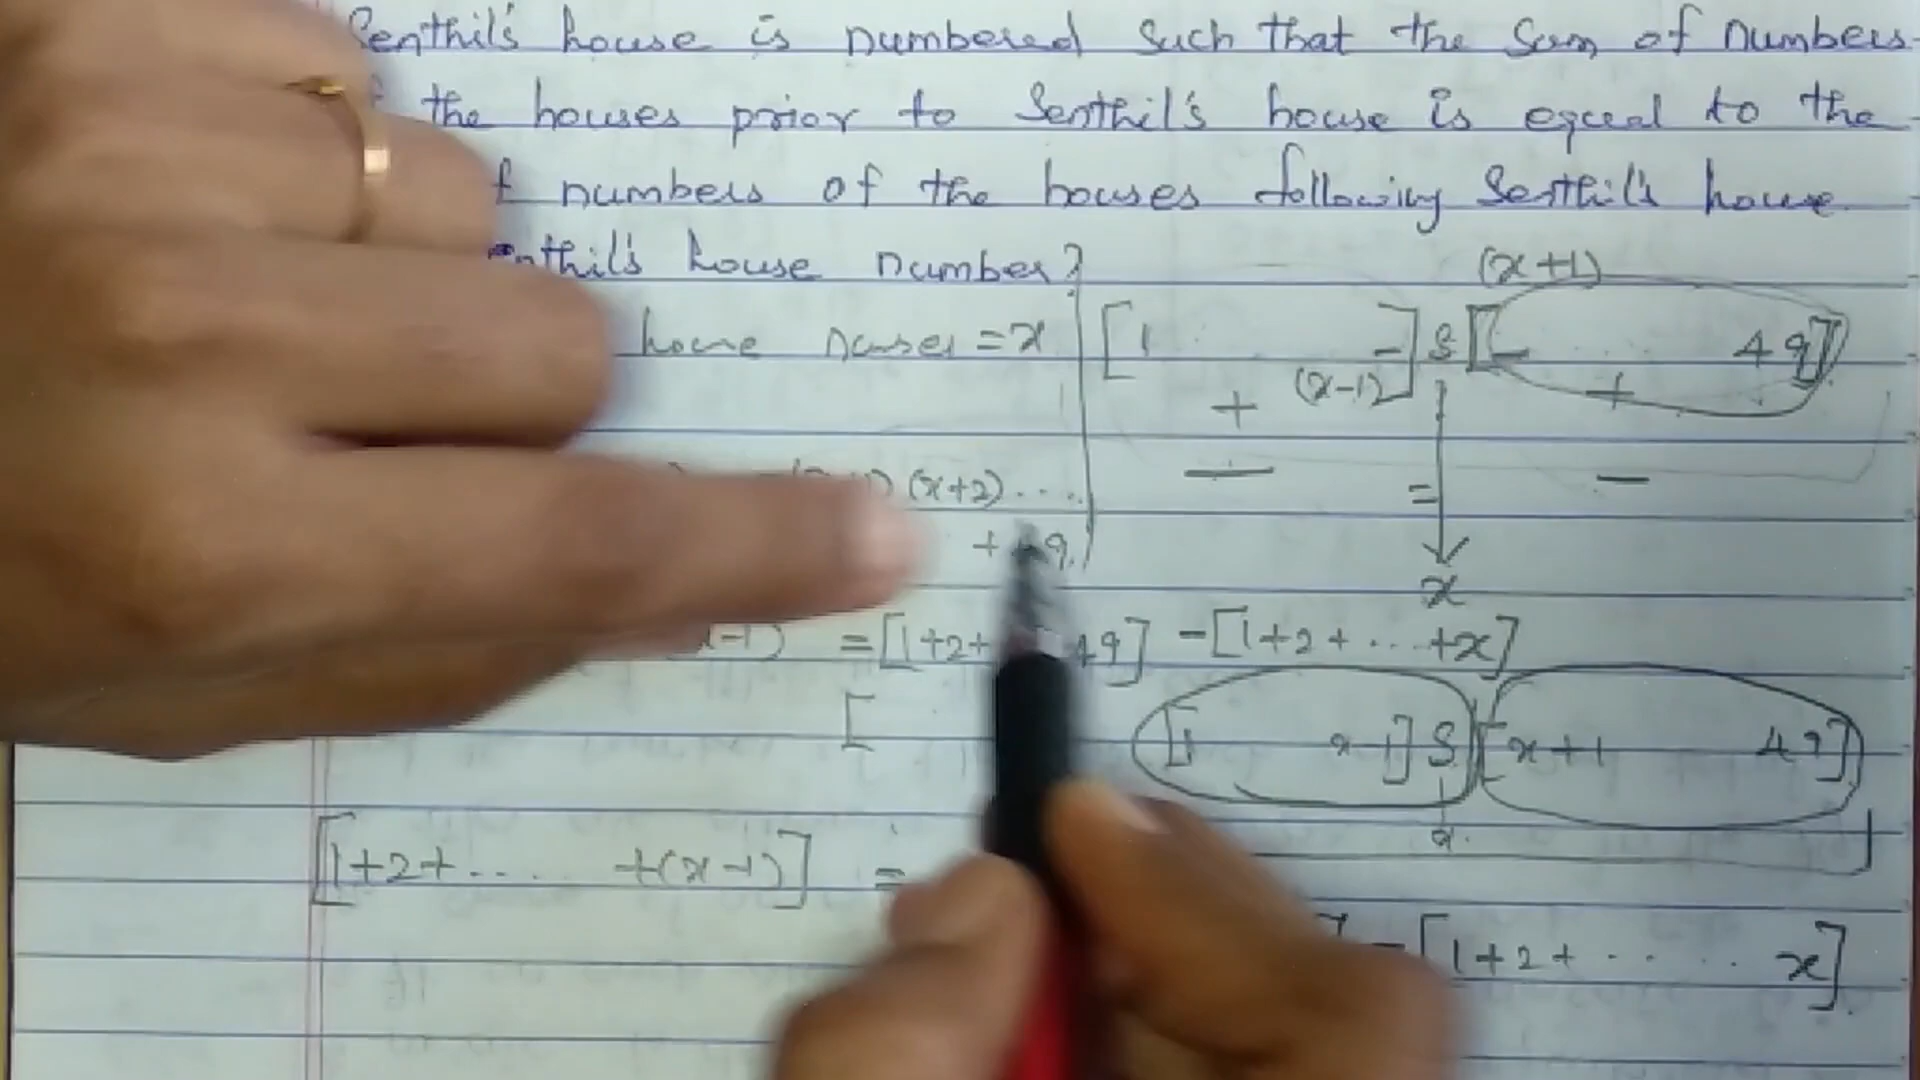 Senthil's house is numbered such that the sum of numbers
the houses prior to Senthil's house is equal to the
numbers of the houses following Senthil's house.
house number?
(x+1)
house = x
[1 -] S [- ... 49]
(x-1)
+ +
- = -
(x+2)....
+ 49
x
x-1) = [1+2+ 49] - [1+2+ ... +x]
[
[1 x-1] S [x+1 49]
x
[1+2+.... +(x-1)] =
] - [1+2+ ..... x]